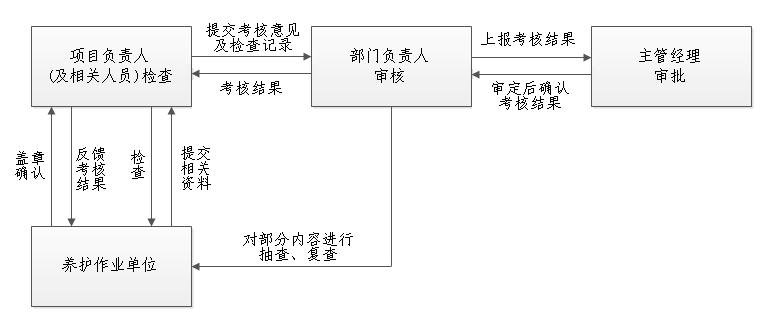 项目负责人
(及相关人员)检查
提交考核意见
及检查记录
考核结果
部门负责人
审核
上报考核结果
审定后确认
考核结果
主管经理
审批
盖章
确认
反馈
考核
结果
检
查
提交
相关
资料
对部分内容进行
抽查、复查
养护作业单位